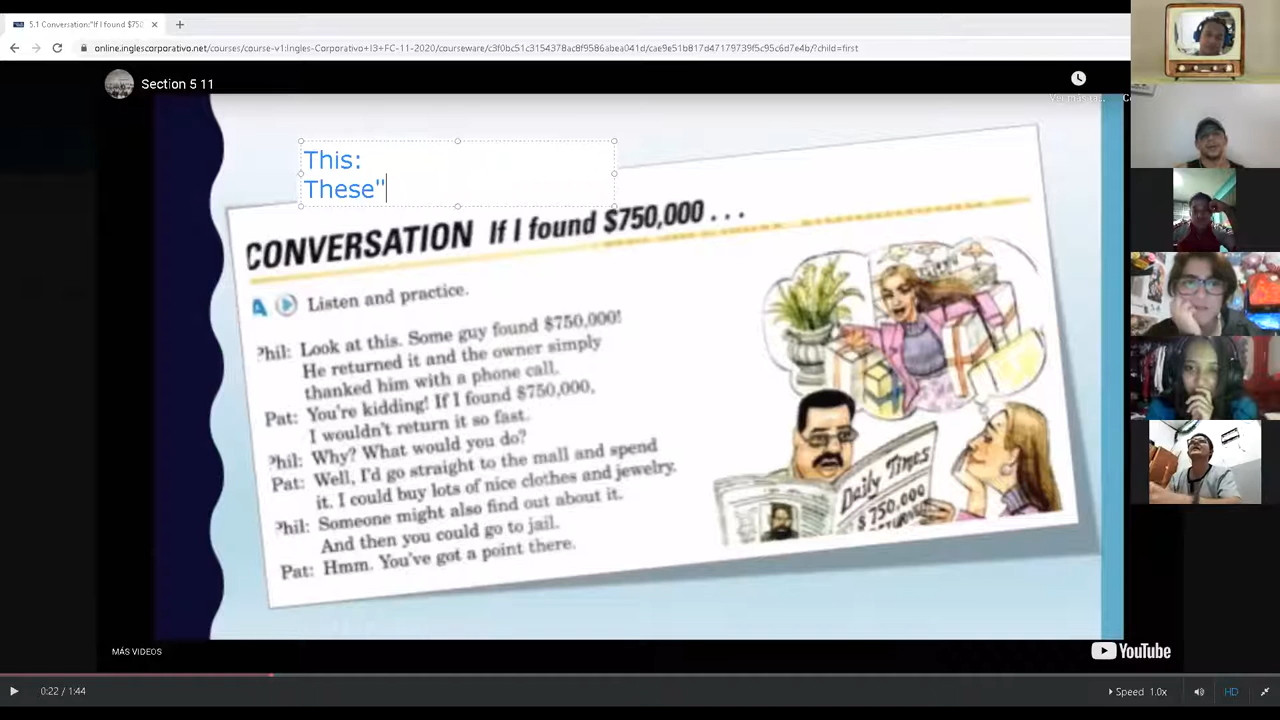 5.1 Conversation:"If I found $750
online.inglescorporativo.net/courses/course-v1:Ingles-Corporativo+I3+FC-11-2020/courseware/c3f0bc51c3154378ac8f9586abea041d/cae9e51b817d47179739f5c95c6d7e4b/?child=first
Section 5 11
This:
These"
CONVERSATION If I found $750,000 . . .
A Listen and practice.
Phil: Look at this. Some guy found $750,000!
He returned it and the owner simply
thanked him with a phone call.
Pat: You're kidding! If I found $750,000,
I wouldn't return it so fast.
Phil: Why? What would you do?
Pat: Well, I'd go straight to the mall and spend
it. I could buy lots of nice clothes and jewelry.
Phil: Someone might also find out about it.
And then you could go to jail.
Pat: Hmm. You've got a point there.
Daily Times
$750,000
MÁS VIDEOS
YouTube
0:22 / 1:44
Speed 1.0x
HD